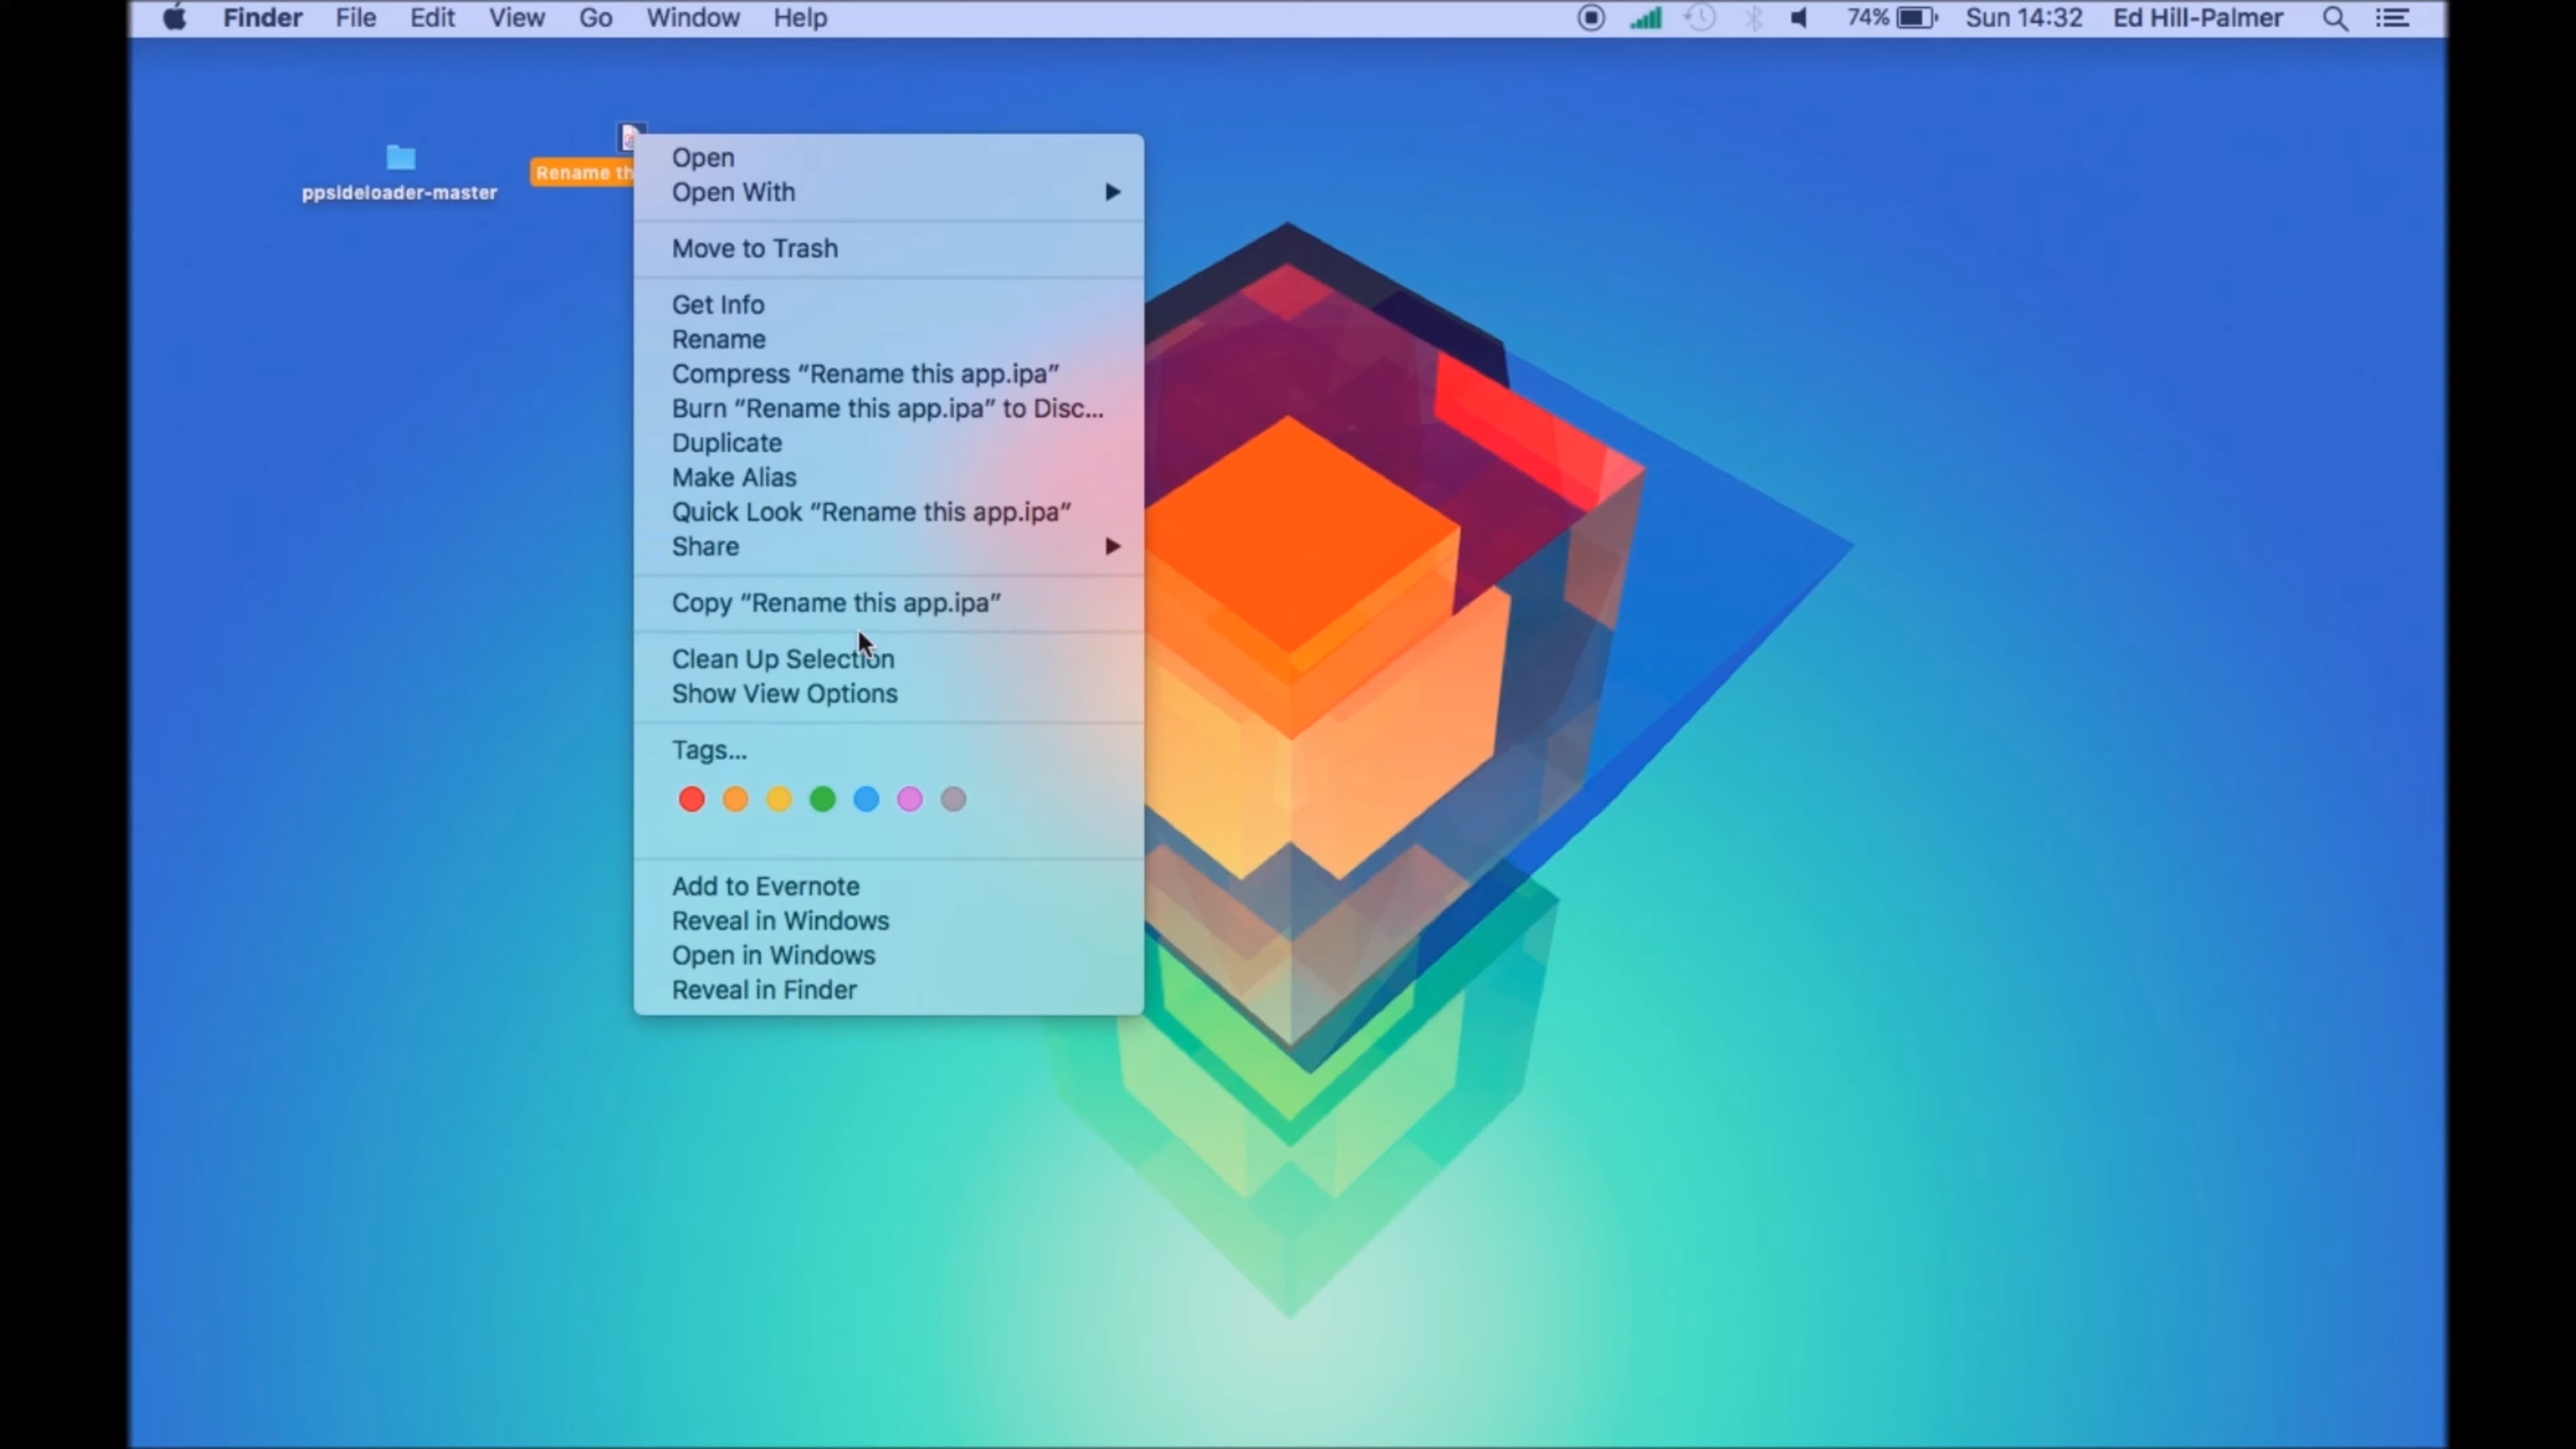 Finder File Edit View Go Window Help 74% Sun 14:32 Ed Hill-Palmer
ppsideloader-master
Rename th
Open
Open With
Move to Trash
Get Info
Rename
Compress “Rename this app.ipa”
Burn “Rename this app.ipa” to Disc...
Duplicate
Make Alias
Quick Look “Rename this app.ipa”
Share
Copy “Rename this app.ipa”
Clean Up Selection
Show View Options
Tags...
Add to Evernote
Reveal in Windows
Open in Windows
Reveal in Finder